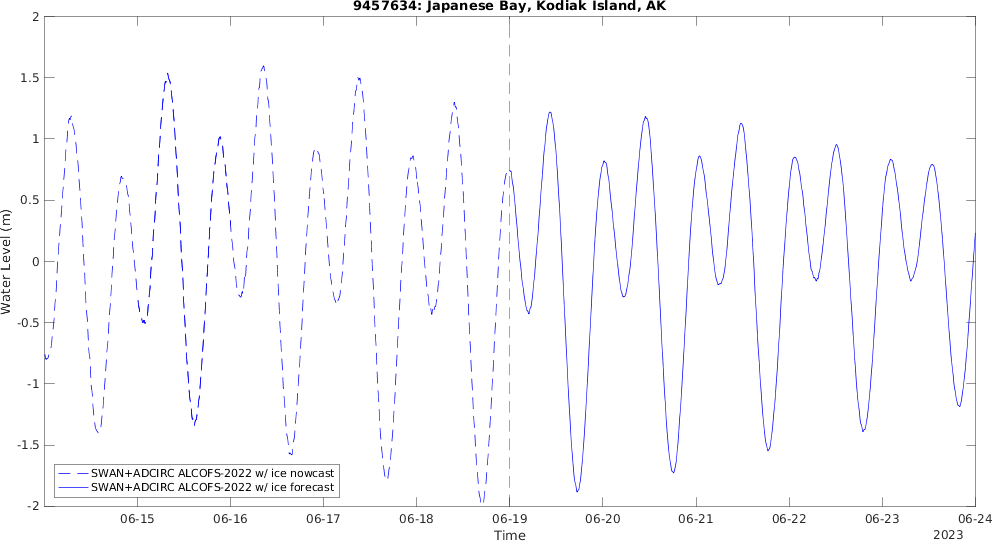 9457634: Japanese Bay, Kodiak Island, AK
2
1.5
1
0.5
0
-0.5
-1
-1.5
-2
Water Level (m)
SWAN+ADCIRC ALCOFS-2022 w/ ice nowcast
SWAN+ADCIRC ALCOFS-2022 w/ ice forecast
06-15 06-16 06-17 06-18 06-19 06-20 06-21 06-22 06-23 06-24
Time
2023